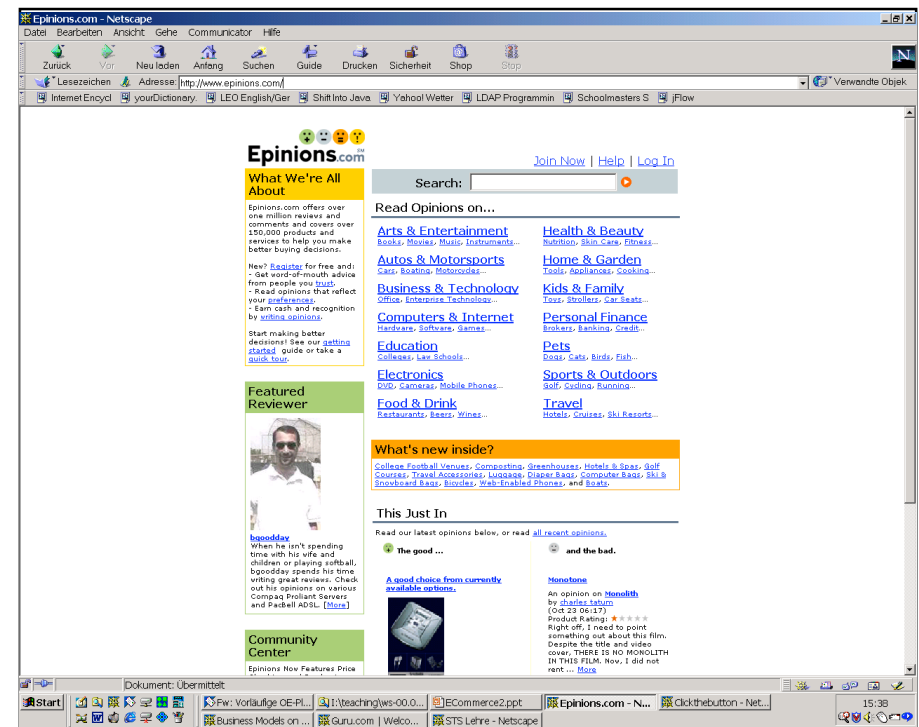 Epinions.com - Netscape
Datei Bearbeiten Ansicht Gehe Communicator Hilfe
Zurück Vor Neu laden Anfang Suchen Guide Drucken Sicherheit Shop Stop
N
Lesezeichen Adresse: http://www.epinions.com/ Verwandte Objek
Internet Encycl yourDictionary. LEO English/Ger Shift Into Java Yahoo! Wetter LDAP Programmin Schoolmasters S jFlow
Epinions.com SM
Join Now | Help | Log In
What We're All
About
Epinions.com offers over
one million reviews and
comments and covers over
150,000 products and
services to help you make
better buying decisions.
New? Register for free and:
- Get word-of-mouth advice
from people you trust.
- Read opinions that reflect
your preferences.
- Earn cash and recognition
by writing opinions.
Start making better
decisions! See our getting
started guide or take a
quick tour.
Featured
Reviewer
bgoodday
When he isn't spending
time with his wife and
children or playing softball,
bgoodday spends his time
writing great reviews. Check
out his opinions on various
Compaq Proliant Servers
and PacBell ADSL. [More]
Community
Center
Epinions Now Features Price
Search:
Read Opinions on...
Arts & Entertainment
Books, Movies, Music, Instruments...
Autos & Motorsports
Cars, Boating, Motorcycles...
Business & Technology
Office, Enterprise Technology...
Computers & Internet
Hardware, Software, Games...
Education
Colleges, Law Schools...
Electronics
DVD, Cameras, Mobile Phones...
Food & Drink
Restaurants, Beers, Wines...
Health & Beauty
Nutrition, Skin Care, Fitness...
Home & Garden
Tools, Appliances, Cooking...
Kids & Family
Toys, Strollers, Car Seats...
Personal Finance
Brokers, Banking, Credit...
Pets
Dogs, Cats, Birds, Fish...
Sports & Outdoors
Golf, Cycling, Running...
Travel
Hotels, Cruises, Ski Resorts...
What's new inside?
College Football Venues, Composting, Greenhouses, Hotels & Spas, Golf
Courses, Travel Accessories, Luggage, Diaper Bags, Computer Bags, Ski &
Snowboard Bags, Bicycles, Web-Enabled Phones, and Boats.
This Just In
Read our latest opinions below, or read all recent opinions.
The good ...
A good choice from currently
available options.
and the bad.
Monotone
An opinion on Monolith
by charles tatum
(Oct 23 06:17)
Product Rating:
Right off, I need to point
something out about this film.
Despite the title and video
cover, THERE IS NO MONOLITH
IN THIS FILM. Now, I did not
rent ... More
Dokument: Übermittelt
Start Fw: Vorläufige OE-Pl... I:\teaching\ws-00.0... ECommerce2.ppt Epinions.com - N... Clickthebutton - Net... 15:38
Business Models on ... Guru.com | Welco... STS Lehre - Netscape